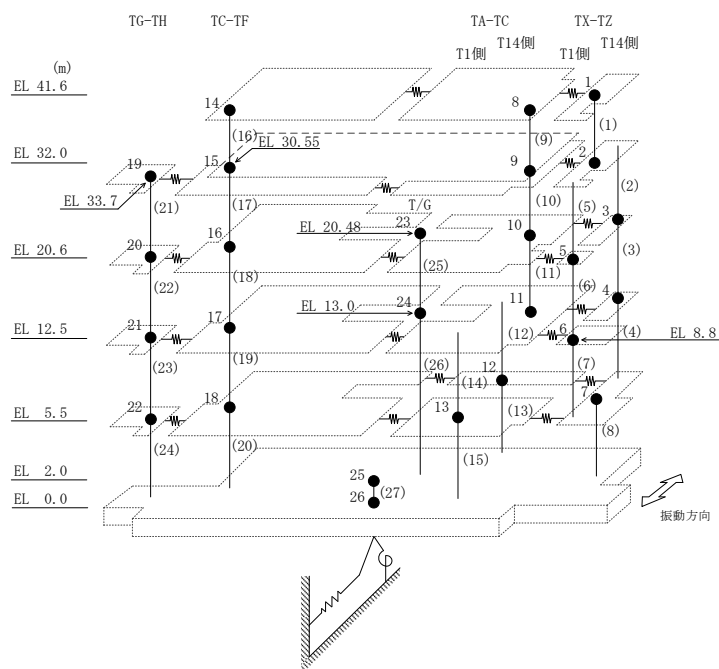 TG-TH TC-TF TA-TC TX-TZ
T1側 T14側 T1側 T14側
(m)
EL 41.6
14 8 1
(16) (9) (1)
EL 32.0
EL 30.55
19 15 9 2
EL 33.7
(21) (17) (10) (2)
T/G
EL 20.48
23 (5) 3
20 16 10 5 (3)
EL 20.6
(22) (18) (25) (11)
EL 13.0
24 11 (6) 4
21 17 (12) 6 (4)
EL 12.5
EL 8.8
(23) (19) (26) 12 (14) (7)
22 18 13 (13) 7
EL 5.5
(24) (20) (15) (8)
EL 2.0
25
EL 0.0
26 (27)
振動方向